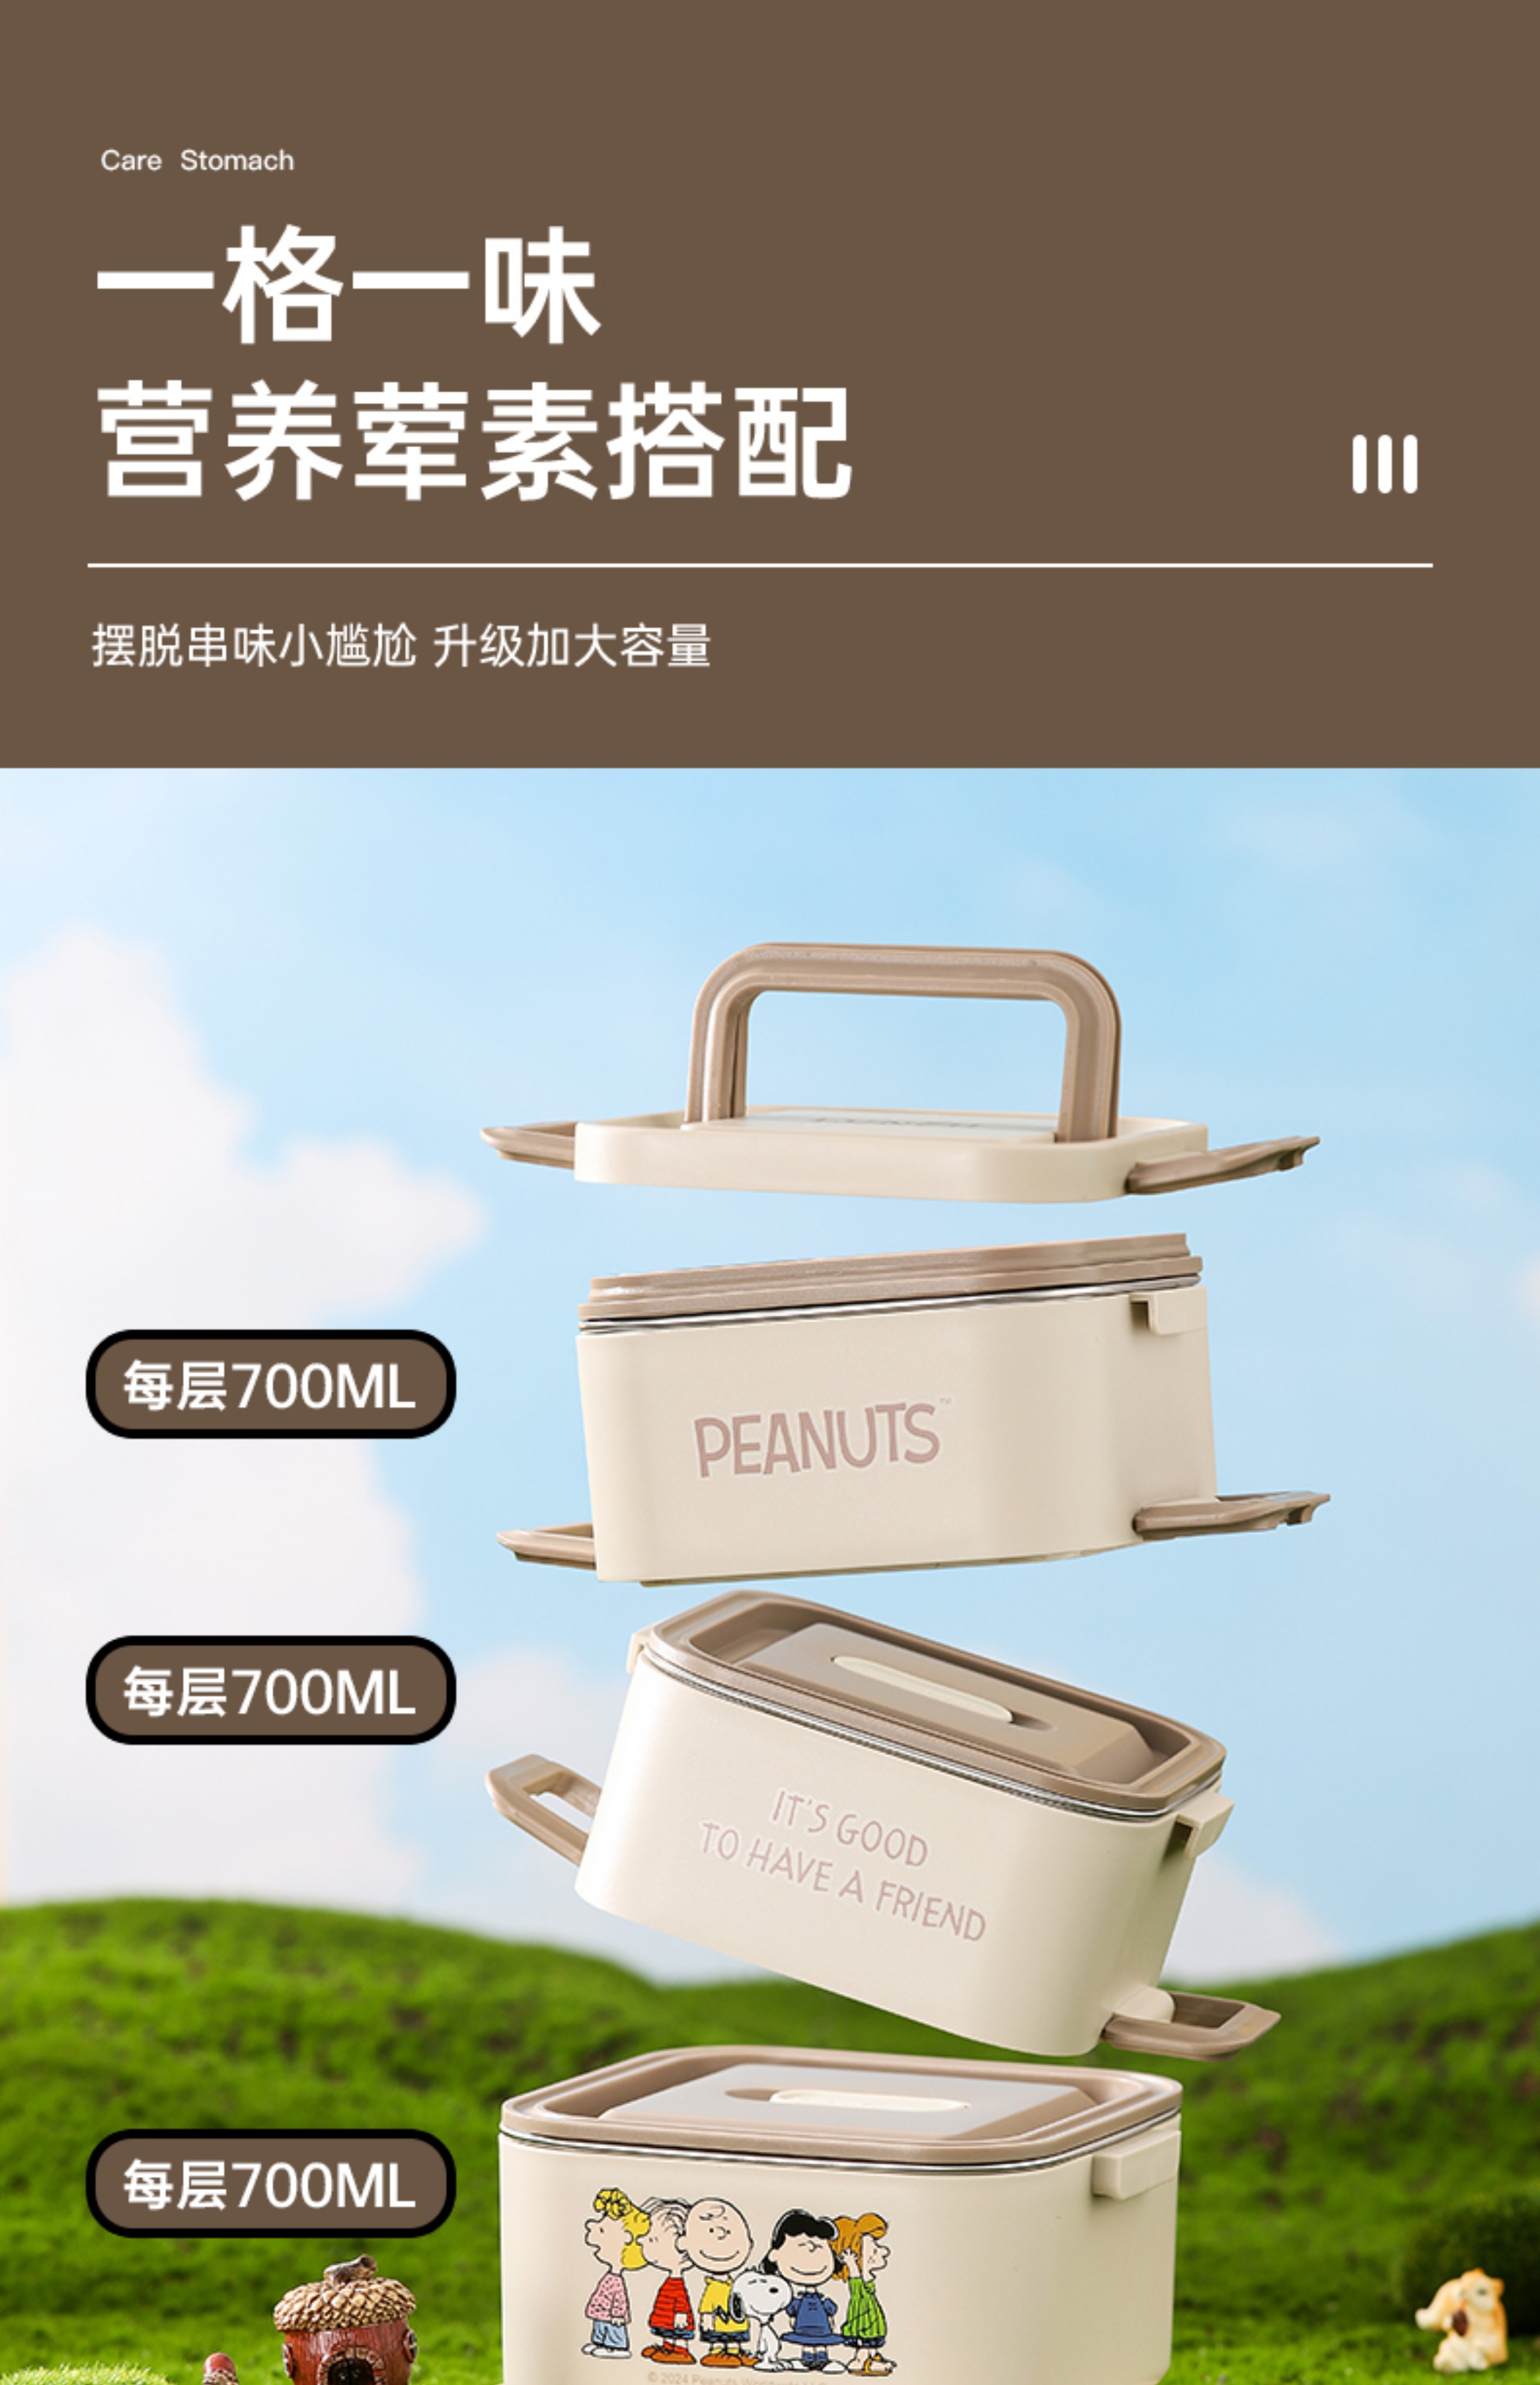 Care Stomach
一格一味
营养荤素搭配
摆脱串味小尴尬 升级加大容量
每层700ML
PEANUTS™
每层700ML
IT'S GOOD
TO HAVE A FRIEND
每层700ML
© 2024 Peanuts